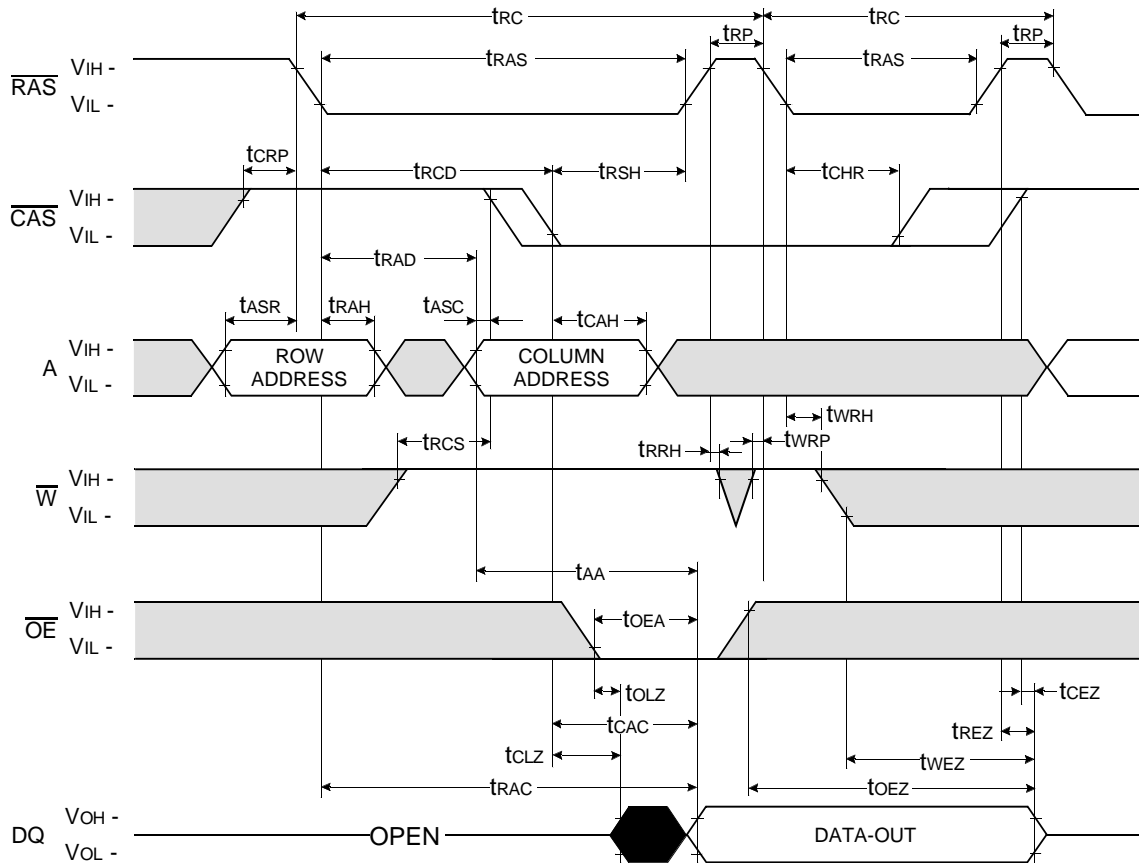 tRC tRC
tRP tRP
tRAS tRAS
RAS VIH -
VIL -
tCRP tRCD tRSH tCHR
CAS VIH -
VIL -
tRAD
tASR tRAH tASC tCAH
A VIH -
VIL -
ROW ADDRESS
COLUMN ADDRESS
tWRH
tRCS tRRH tWRP
W VIH -
VIL -
tAA
OE VIH -
VIL -
tOEA
tOLZ tCEZ
tCAC tREZ
tCLZ tWEZ
tRAC tOEZ
DQ VOH -
VOL -
OPEN DATA-OUT